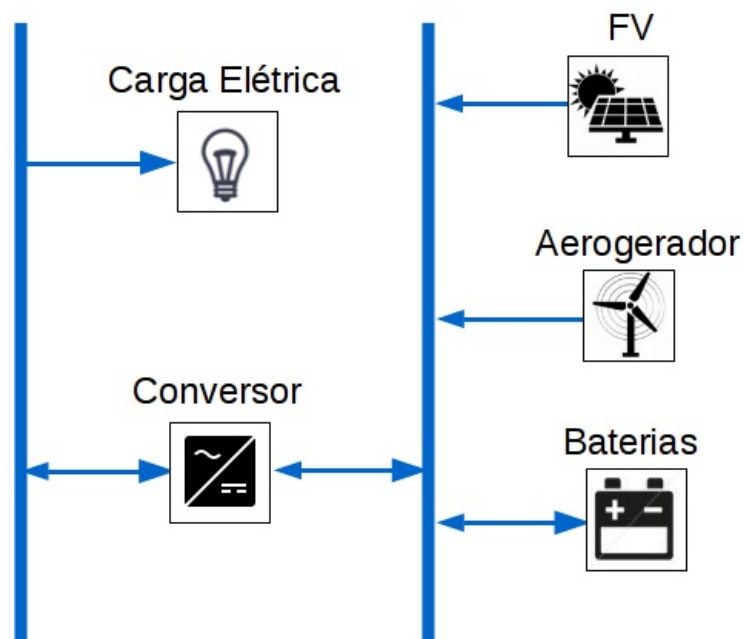 FV
Carga Elétrica
Aerogerador
Conversor
Baterias